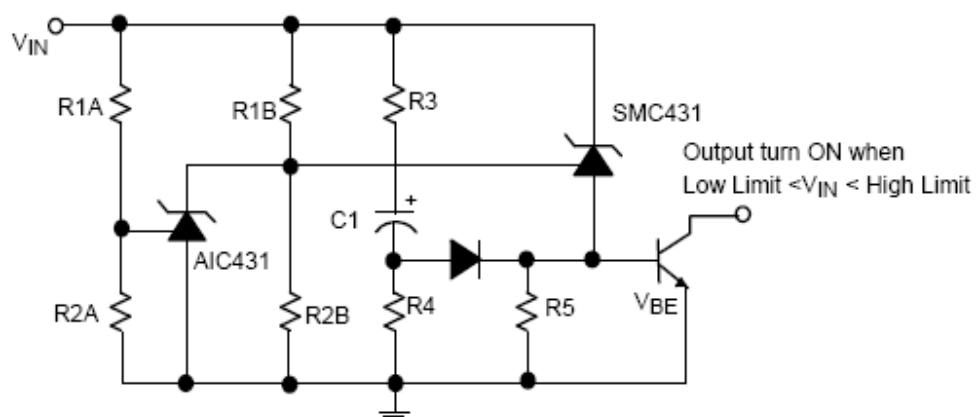 VIN
R1A
R1B
R3
SMC431
Output turn ON when
Low Limit <VIN < High Limit
C1
+
AIC431
R2A
R2B
R4
R5
VBE